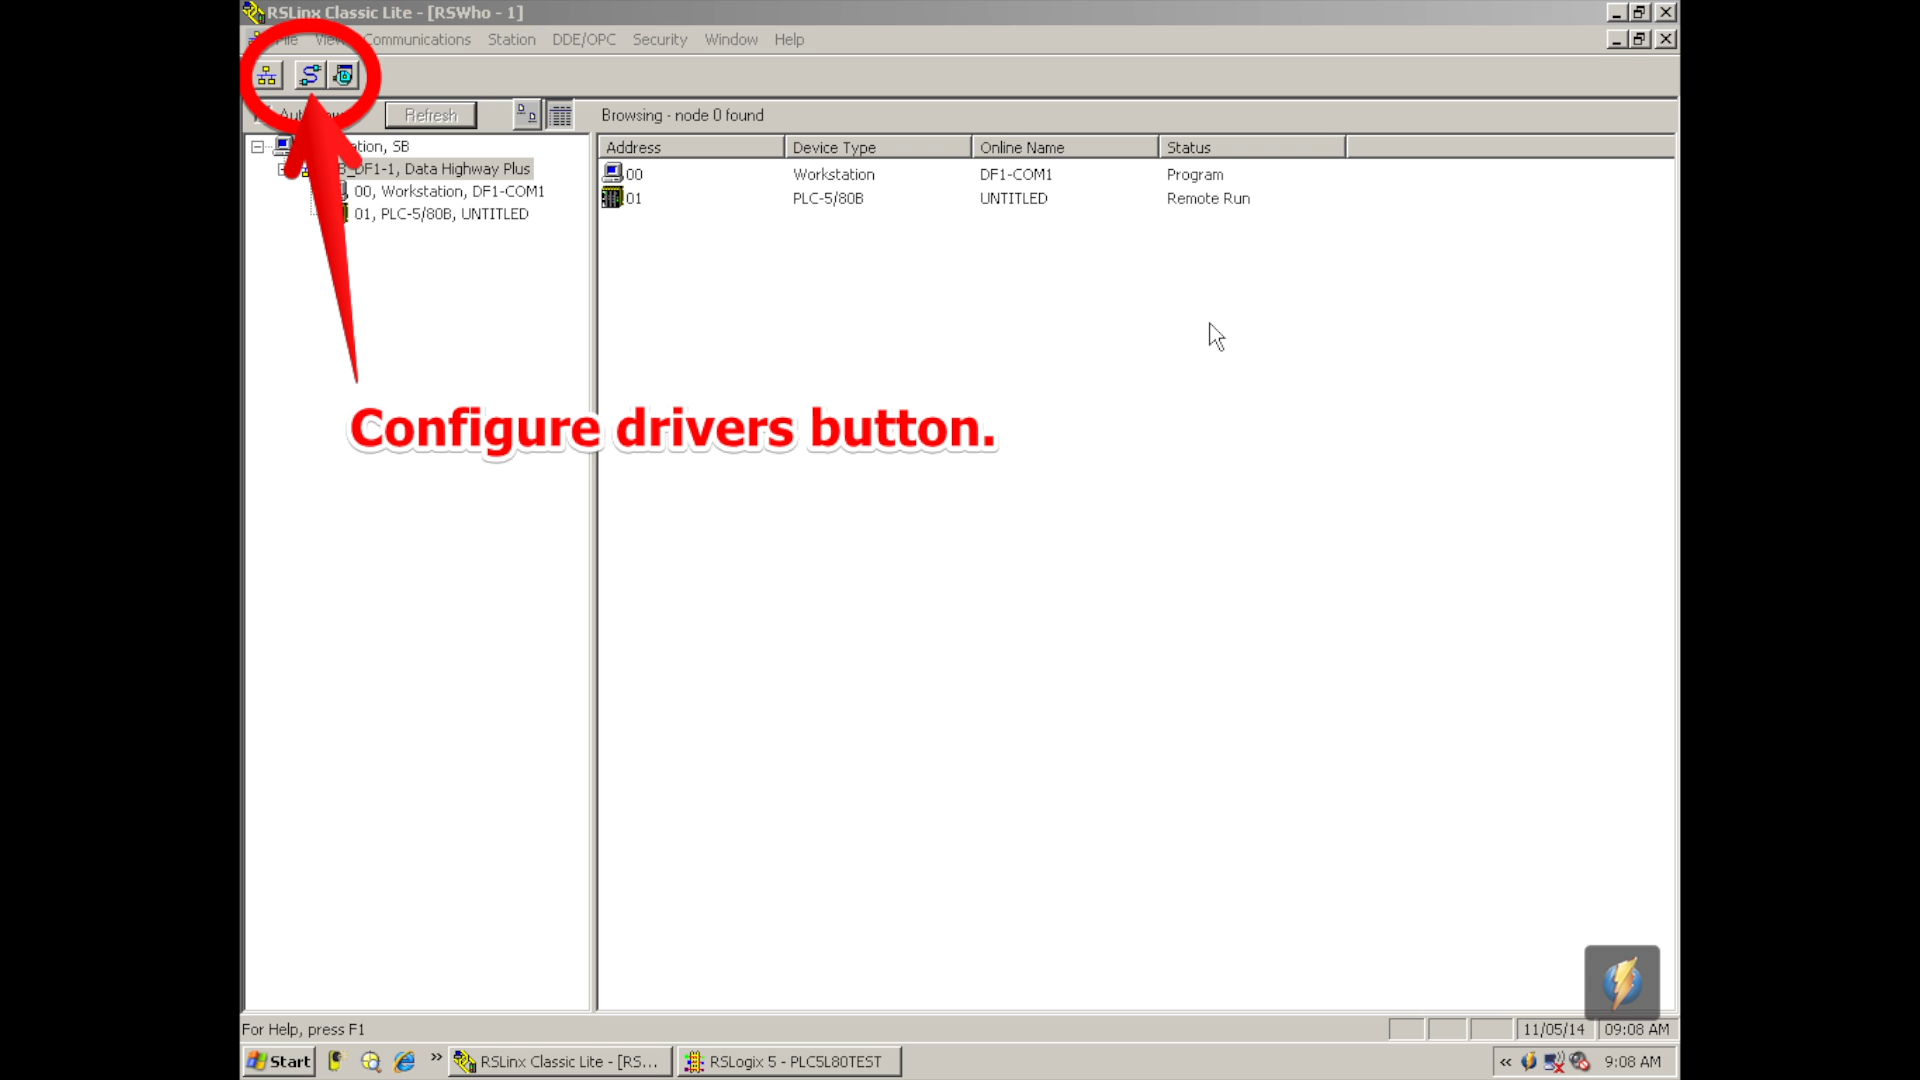 RSLinx Classic Lite - [RSWho - 1]
File View Communications Station DDE/OPC Security Window Help
Refresh
Browsing - node 0 found
Address Device Type Online Name Status
SB
DF1-1, Data Highway Plus
00, Workstation, DF1-COM1
01, PLC-5/80B, UNTITLED
00 Workstation DF1-COM1 Program
01 PLC-5/80B UNTITLED Remote Run
Configure drivers button.
For Help, press F1
11/05/14 09:08 AM
Start » RSLinx Classic Lite - [RS... RSLogix 5 - PLC5L80TEST « 9:08 AM